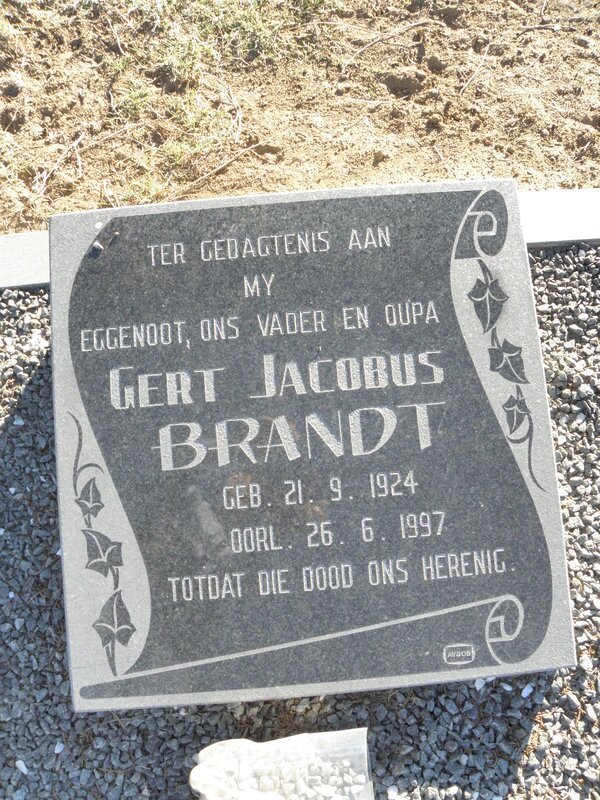 TER GEDAGTENIS AAN
MY
EGGENOOT, ONS VADER EN OUPA
GERT JACOBUS
BRANDT
GEB. 21. 9. 1924
OORL. 26. 6. 1997
TOTDAT DIE DOOD ONS HERENIG.
AVBOB